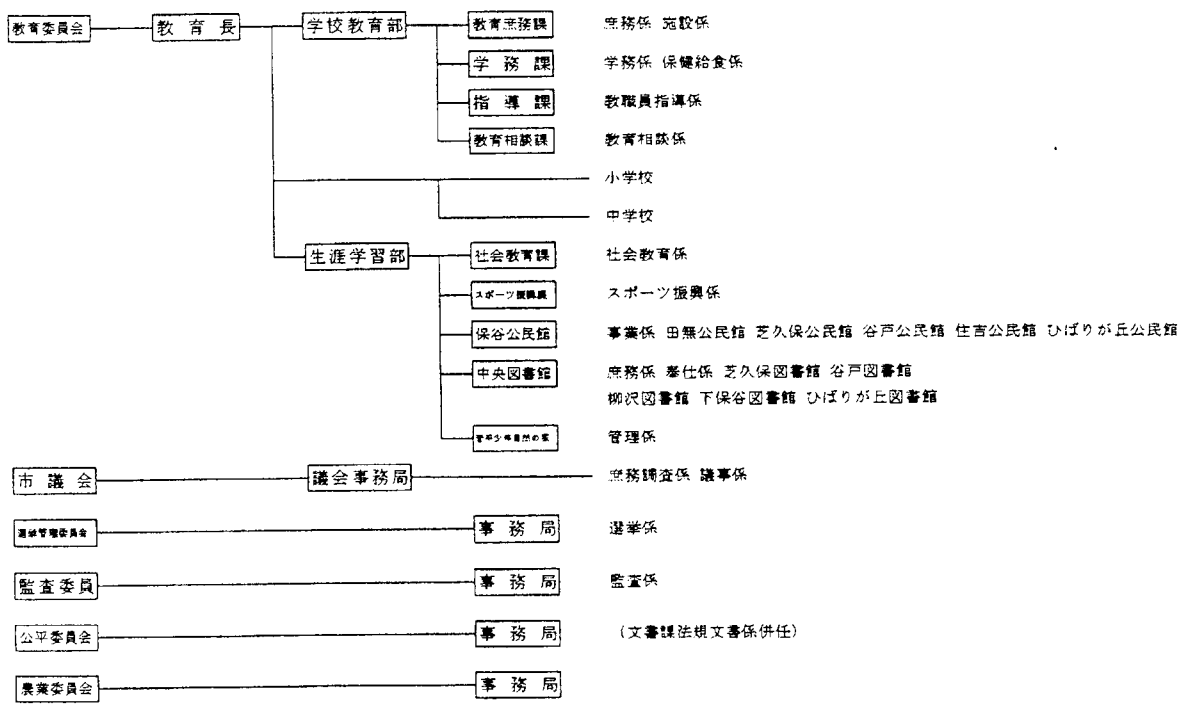 教育委員会 教育長 学校教育部 教育庶務課 庶務係 施設係
学務課 学務係 保健給食係
指導課 教職員指導係
教育相談課 教育相談係
小学校
中学校
生涯学習部 社会教育課 社会教育係
スポーツ振興課 スポーツ振興係
保谷公民館 事業係 田無公民館 芝久保公民館 谷戸公民館 住吉公民館 ひばりが丘公民館
中央図書館 庶務係 奉仕係 芝久保図書館 谷戸図書館
柳沢図書館 下保谷図書館 ひばりが丘図書館
菅平少年自然の家 管理係
市議会 議会事務局 庶務調査係 議事係
選挙管理委員会 事務局 選挙係
監査委員 事務局 監査係
公平委員会 事務局 (文書課法規文書係併任)
農業委員会 事務局